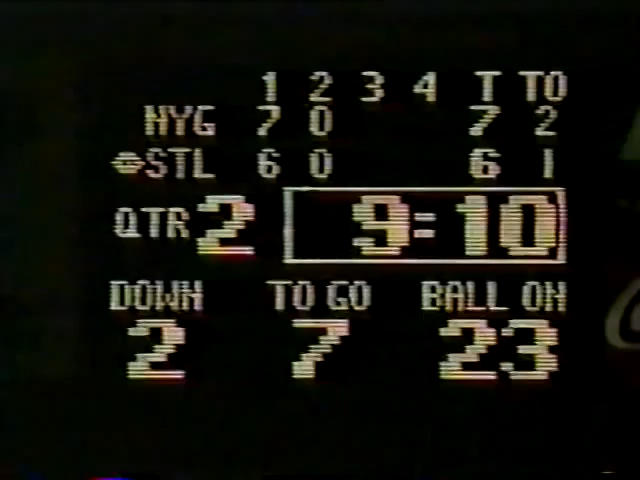 1 2 3 4 T TO
NYG 7 0 7 2
STL 6 0 6 1
QTR 2 9:10
DOWN TO GO BALL ON
2 7 23